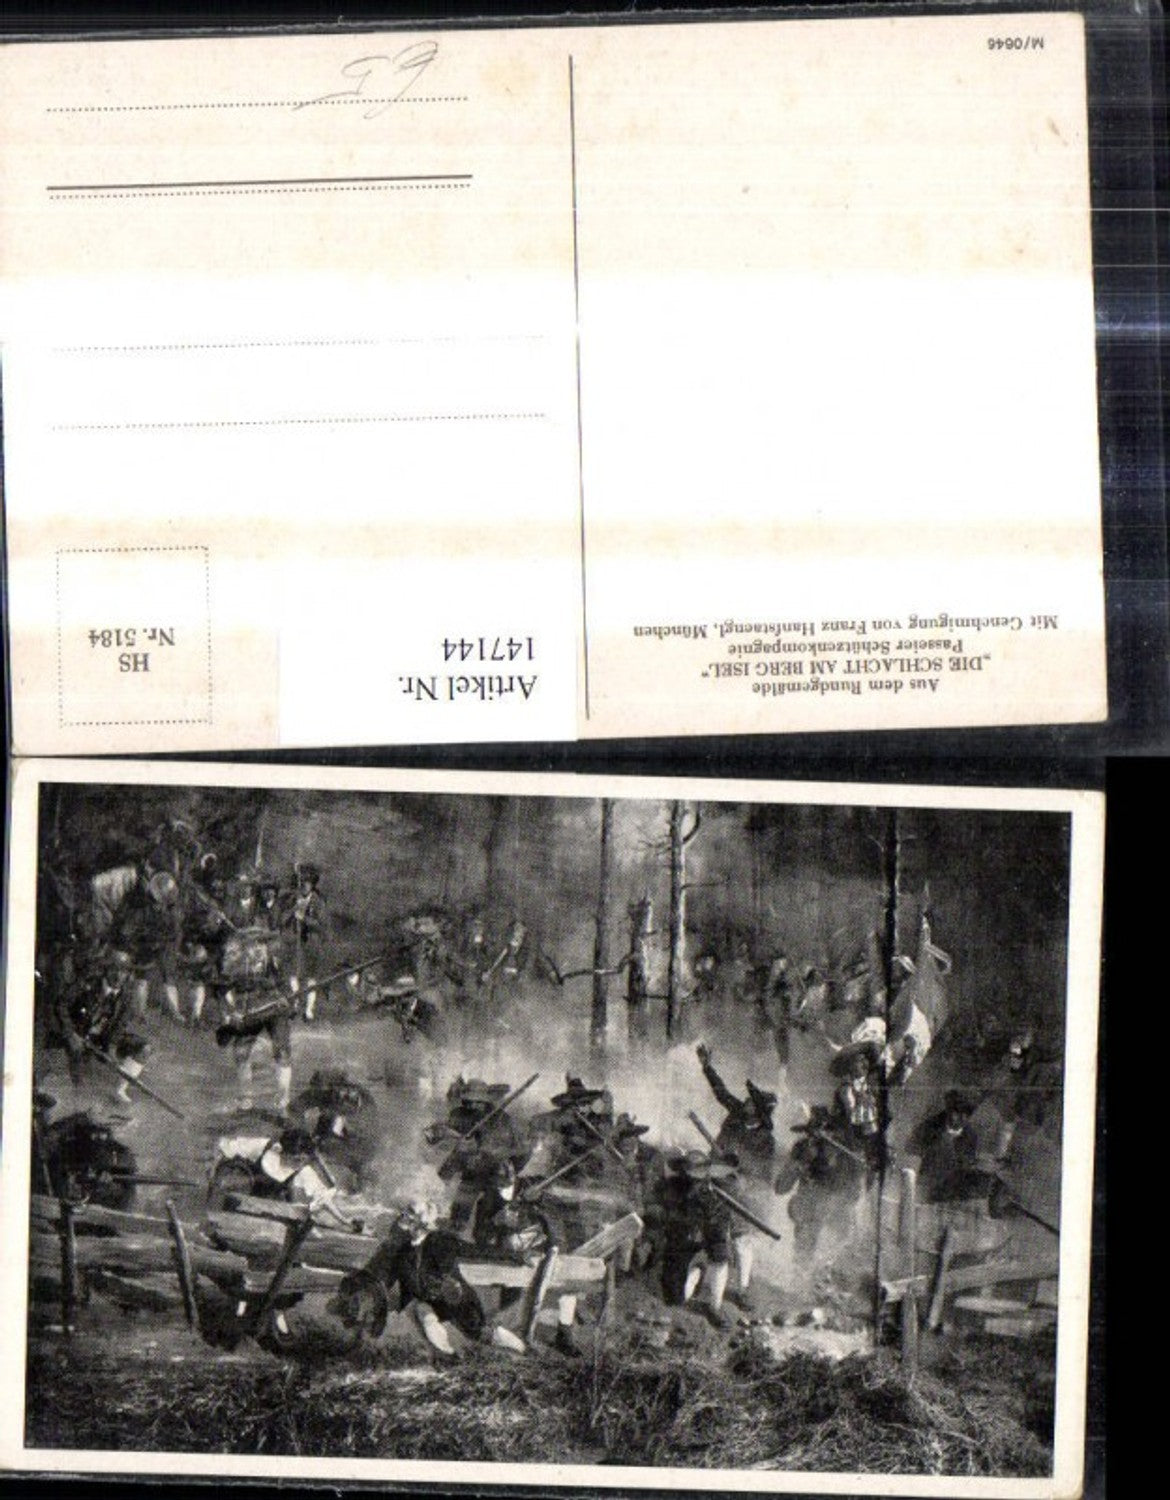 Aus dem Rundgemälde
„DIE SCHLACHT AM BERG ISEL"
Passeier Schützenkompagnie
Mit Genehmigung von Franz Hanfstaengl, München
Artikel Nr.
147144
HS
Nr. 5184
M/0646